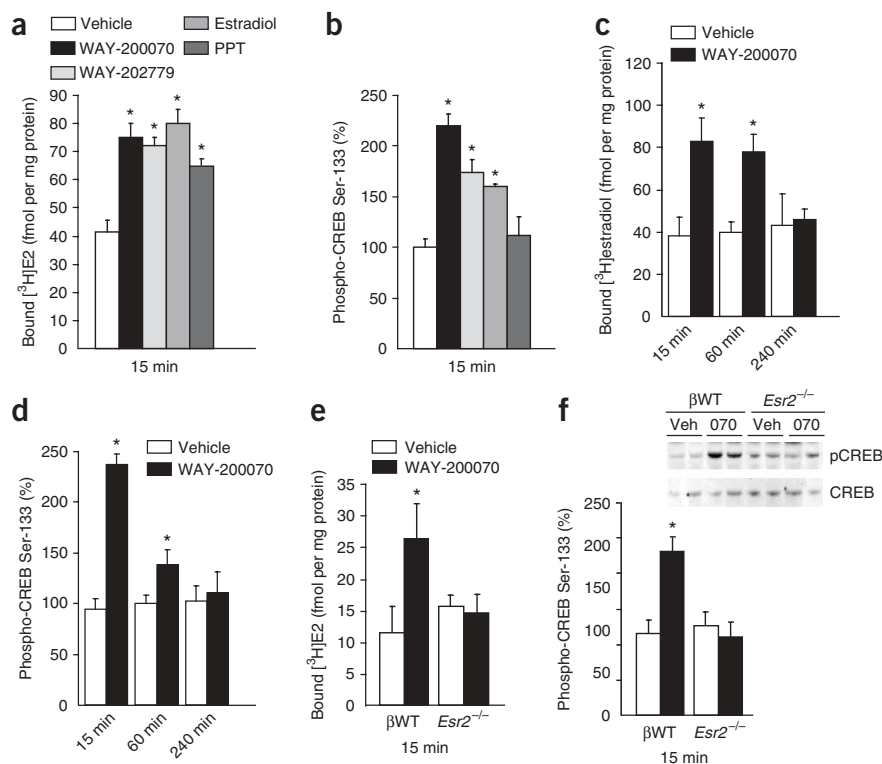 a
Vehicle
WAY-200070
WAY-202779
Estradiol
PPT
Bound [³H]E2 (fmol per mg protein)
90
80
70
60
50
40
30
20
10
0
* * * *
15 min
b
Phospho-CREB Ser-133 (%)
250
200
150
100
50
0
* * *
15 min
c
Vehicle
WAY-200070
Bound [³H]estradiol (fmol per mg protein)
120
100
80
60
40
20
0
* *
15 min
60 min
240 min
d
Vehicle
WAY-200070
Phospho-CREB Ser-133 (%)
250
200
150
100
50
0
* *
15 min
60 min
240 min
e
Vehicle
WAY-200070
Bound [³H]E2 (fmol per mg protein)
35
30
25
20
15
10
5
0
*
βWT Esr2⁻/⁻
15 min
f
βWT Esr2⁻/⁻
Veh 070 Veh 070
pCREB
CREB
Phospho-CREB Ser-133 (%)
250
200
150
100
50
0
*
βWT Esr2⁻/⁻
15 min